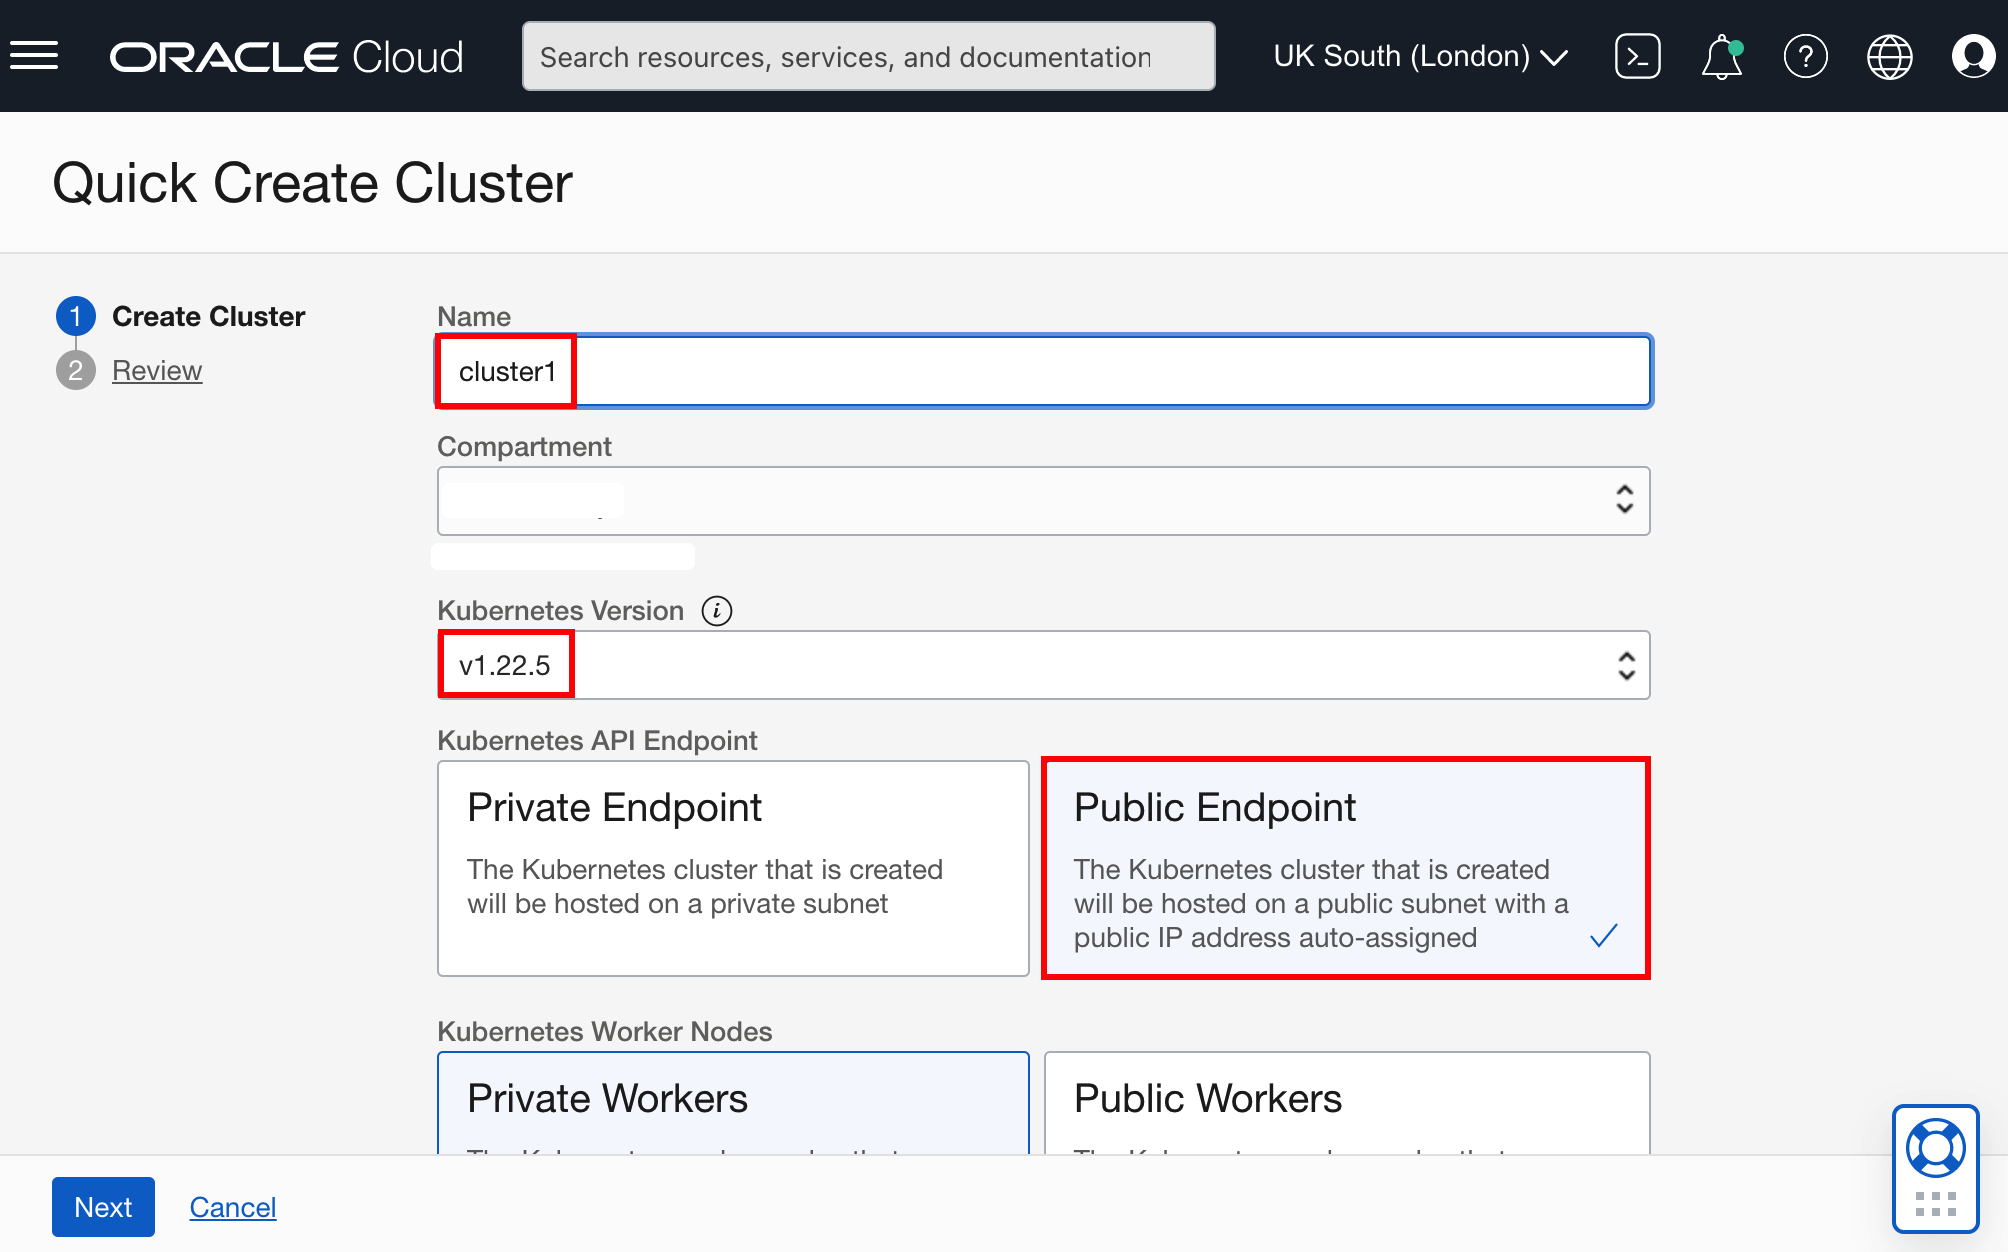 ORACLE Cloud
Search resources, services, and documentation
UK South (London)
Quick Create Cluster
1 Create Cluster
2 Review
Name
cluster1
Compartment
Kubernetes Version
v1.22.5
Kubernetes API Endpoint
Private Endpoint
The Kubernetes cluster that is created
will be hosted on a private subnet
Public Endpoint
The Kubernetes cluster that is created
will be hosted on a public subnet with a
public IP address auto-assigned
Kubernetes Worker Nodes
Private Workers
Public Workers
Next
Cancel